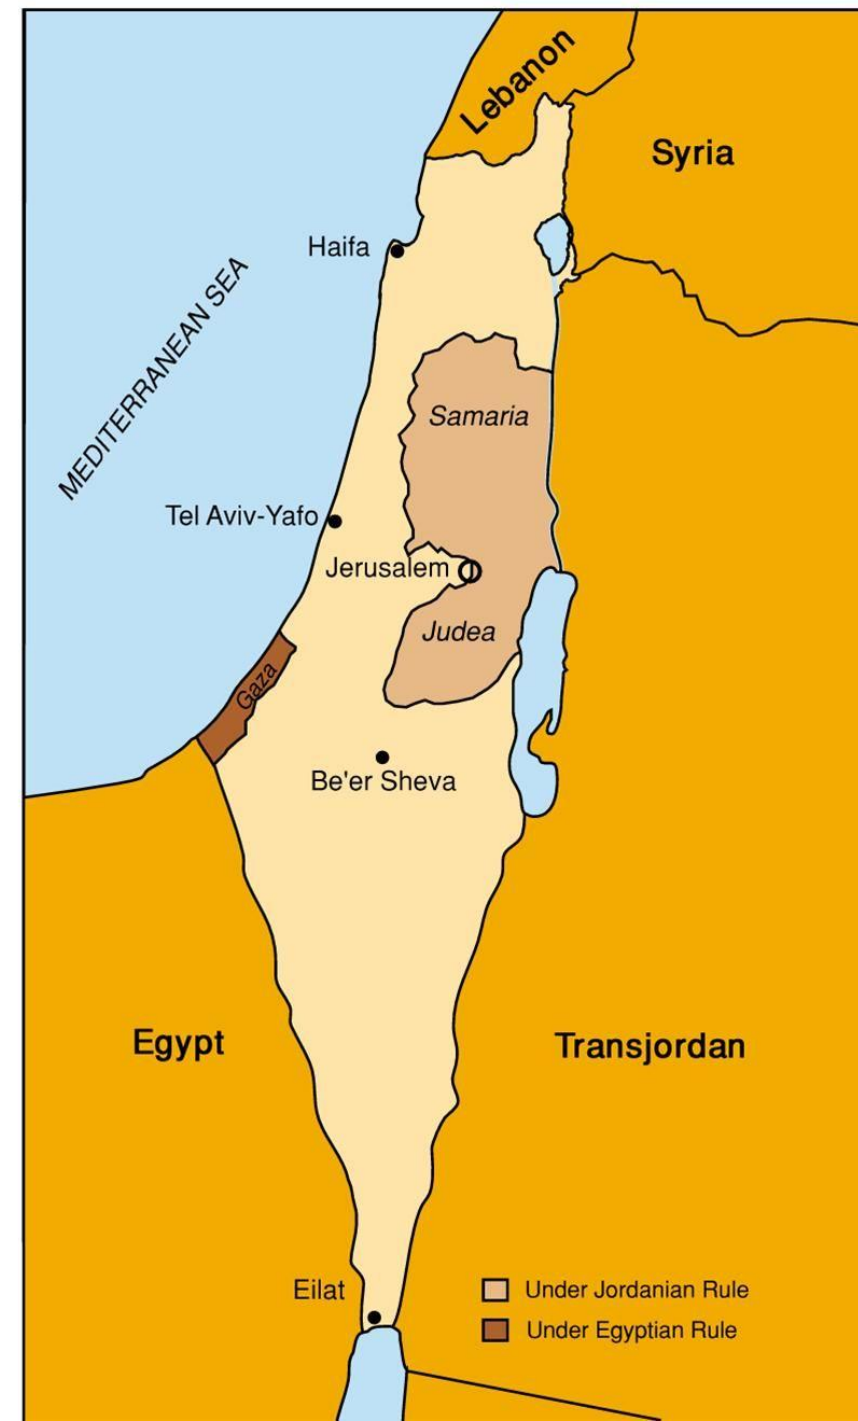 Lebanon
Syria
Haifa
MEDITERRANEAN SEA
Samaria
Tel Aviv-Yafo
Jerusalem
Judea
Gaza
Be'er Sheva
Egypt
Transjordan
Eilat
Under Jordanian Rule
Under Egyptian Rule